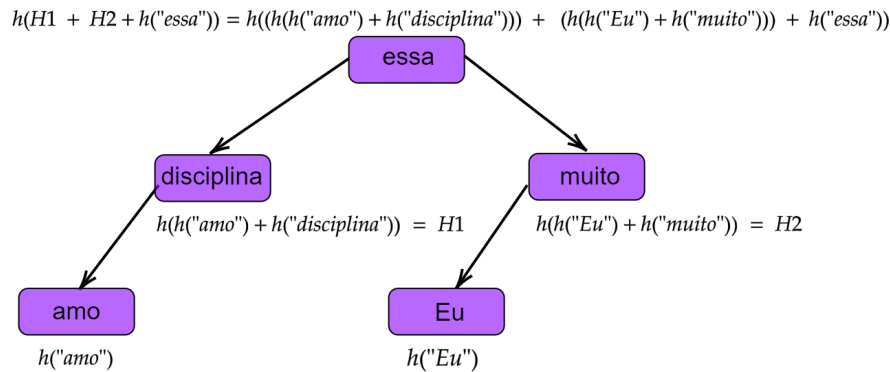 h(H1 + H2 + h("essa")) = h((h(h("amo") + h("disciplina"))) + (h(h("Eu") + h("muito"))) + h("essa"))
essa
disciplina
muito
h(h("amo") + h("disciplina")) = H1
h(h("Eu") + h("muito")) = H2
amo
Eu
h("amo")
h("Eu")